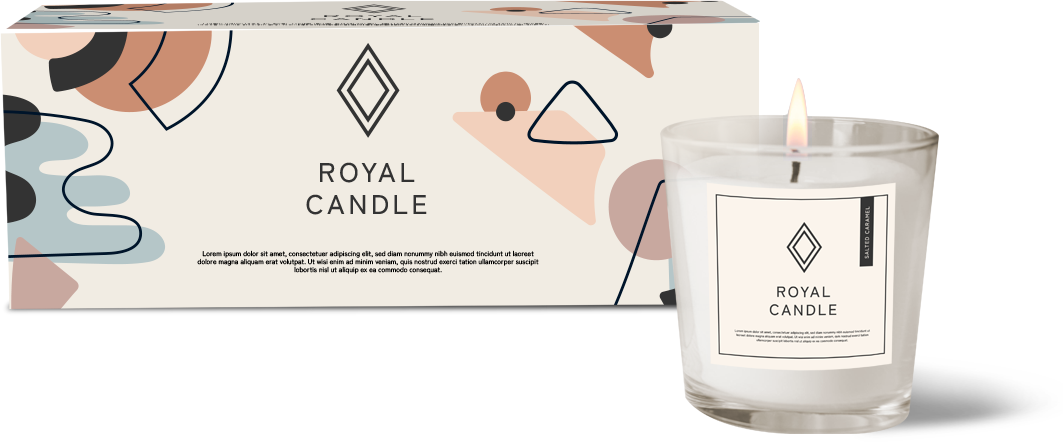 ROYAL
CANDLE
ROYAL
CANDLE
Lorem ipsum dolor sit amet, consectetuer adipiscing elit, sed diam nonummy nibh euismod tincidunt ut laoreet
dolore magna aliquam erat volutpat. Ut wisi enim ad minim veniam, quis nostrud exerci tation ullamcorper suscipit
lobortis nisl ut aliquip ex ea commodo consequat.
SALTED CARAMEL
ROYAL
CANDLE